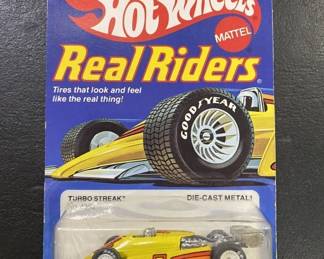 Hot Wheels
MATTEL
Real Riders®
Tires that look and feel
like the real thing!
GOODYEAR
TURBO STREAK™ DIE-CAST METAL!